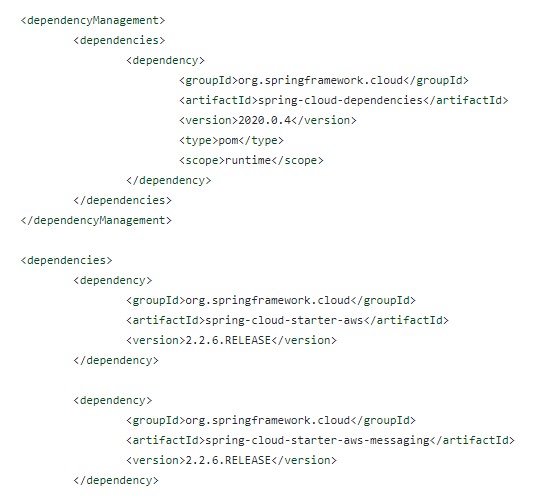 <dependencyManagement>
<dependencies>
<dependency>
<groupId>org.springframework.cloud</groupId>
<artifactId>spring-cloud-dependencies</artifactId>
<version>2020.0.4</version>
<type>pom</type>
<scope>runtime</scope>
</dependency>
</dependencies>
</dependencyManagement>
<dependencies>
<dependency>
<groupId>org.springframework.cloud</groupId>
<artifactId>spring-cloud-starter-aws</artifactId>
<version>2.2.6.RELEASE</version>
</dependency>
<dependency>
<groupId>org.springframework.cloud</groupId>
<artifactId>spring-cloud-starter-aws-messaging</artifactId>
<version>2.2.6.RELEASE</version>
</dependency>